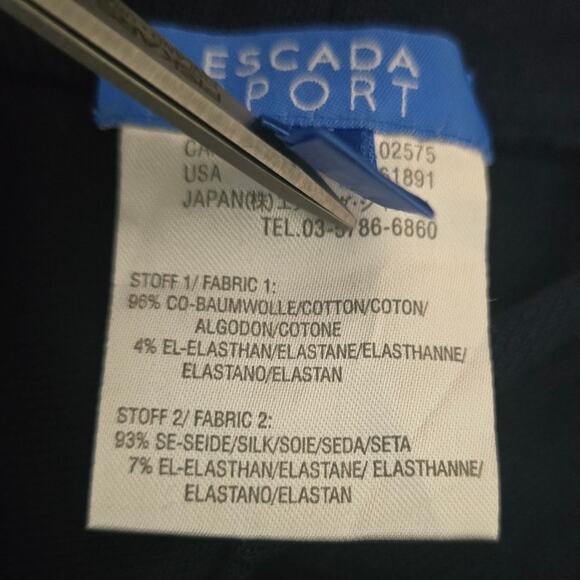 ESCADA
PORT
02575
USA 61891
JAPAN(株)エ
TEL.03-5786-6860
STOFF 1/ FABRIC 1:
96% CO-BAUMWOLLE/COTTON/COTON/
ALGODON/COTONE
4% EL-ELASTHAN/ELASTANE/ELASTHANNE/
ELASTANO/ELASTAN
STOFF 2/ FABRIC 2:
93% SE-SEIDE/SILK/SOIE/SEDA/SETA
7% EL-ELASTHAN/ELASTANE/ ELASTHANNE/
ELASTANO/ELASTAN